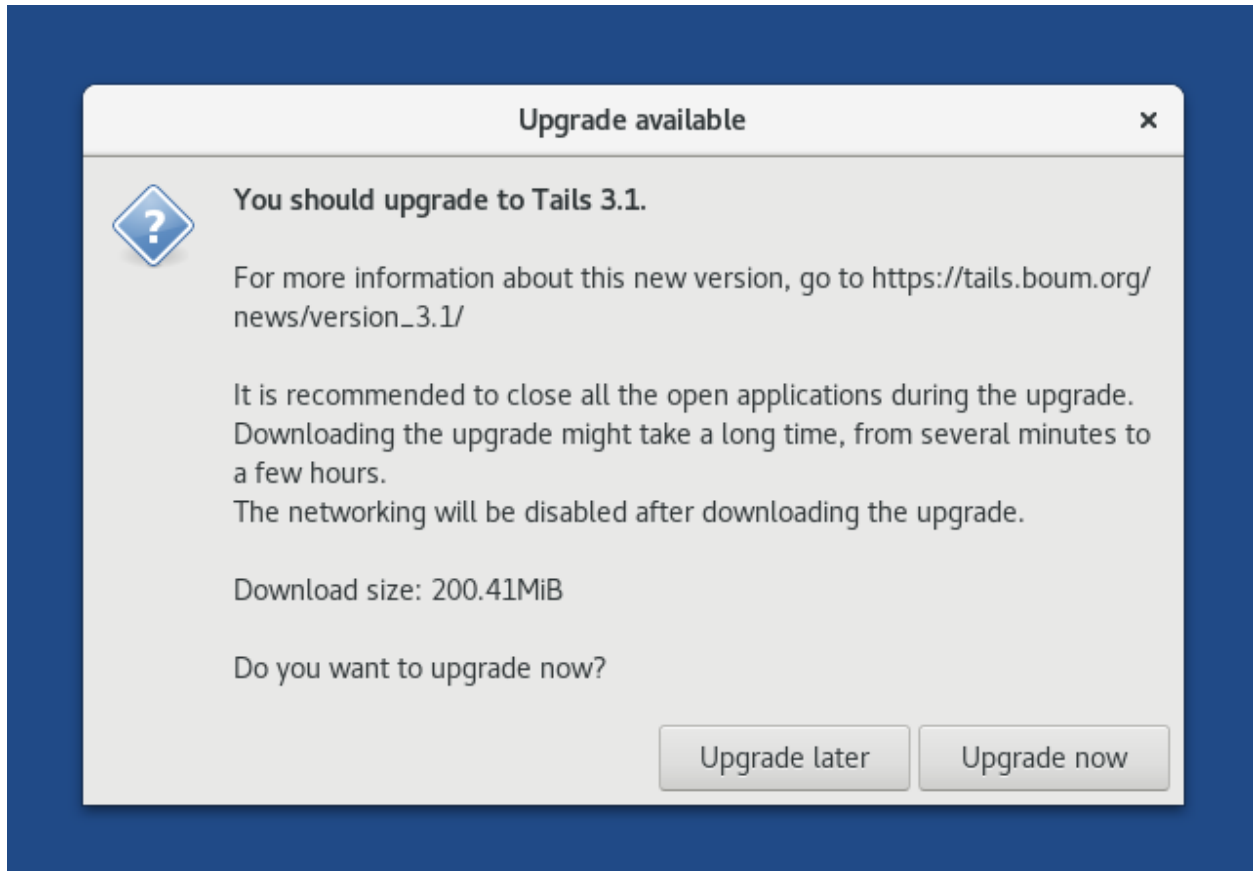 Upgrade available
You should upgrade to Tails 3.1.
For more information about this new version, go to https://tails.boum.org/
news/version_3.1/
It is recommended to close all the open applications during the upgrade.
Downloading the upgrade might take a long time, from several minutes to
a few hours.
The networking will be disabled after downloading the upgrade.
Download size: 200.41MiB
Do you want to upgrade now?
Upgrade later
Upgrade now